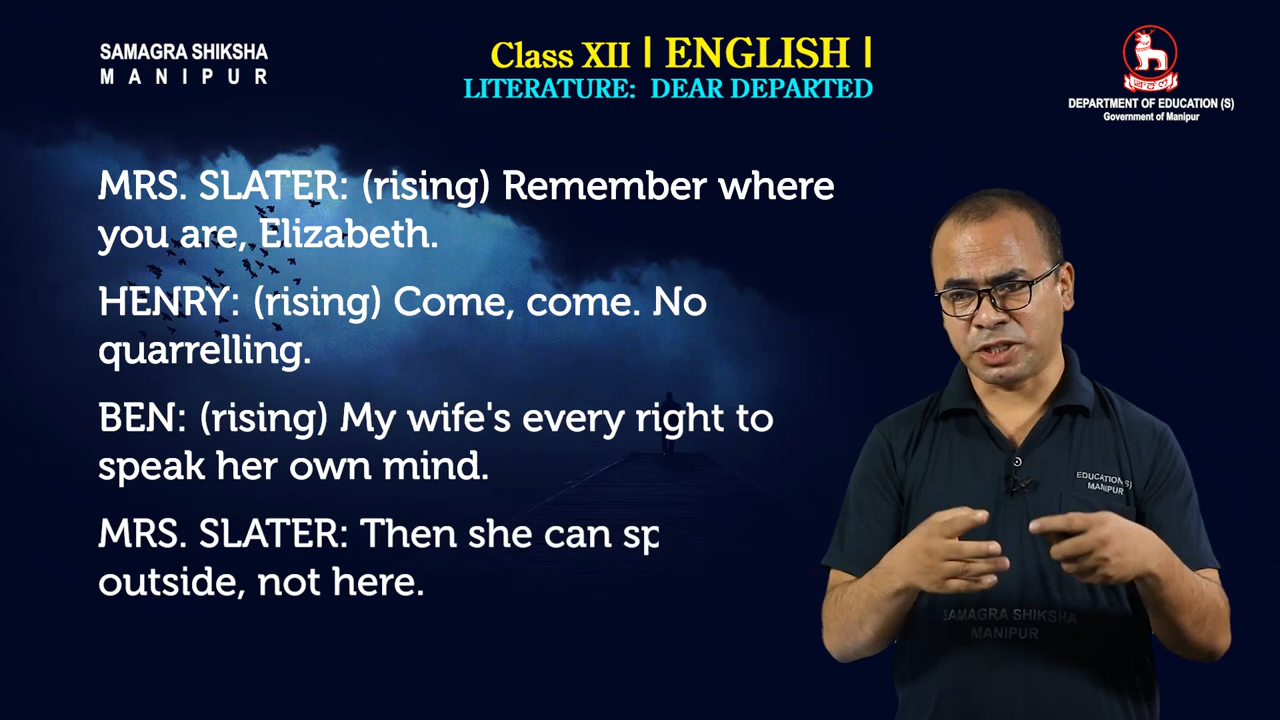 SAMAGRA SHIKSHA
MANIPUR
Class XII | ENGLISH |
LITERATURE: DEAR DEPARTED
DEPARTMENT OF EDUCATION (S)
Government of Manipur
MRS. SLATER: (rising) Remember where
you are, Elizabeth.
HENRY: (rising) Come, come. No
quarrelling.
BEN: (rising) My wife's every right to
speak her own mind.
MRS. SLATER: Then she can sp
outside, not here.
EDUCATION (S)
MANIPUR
SAMAGRA SHIKSHA
MANIPUR